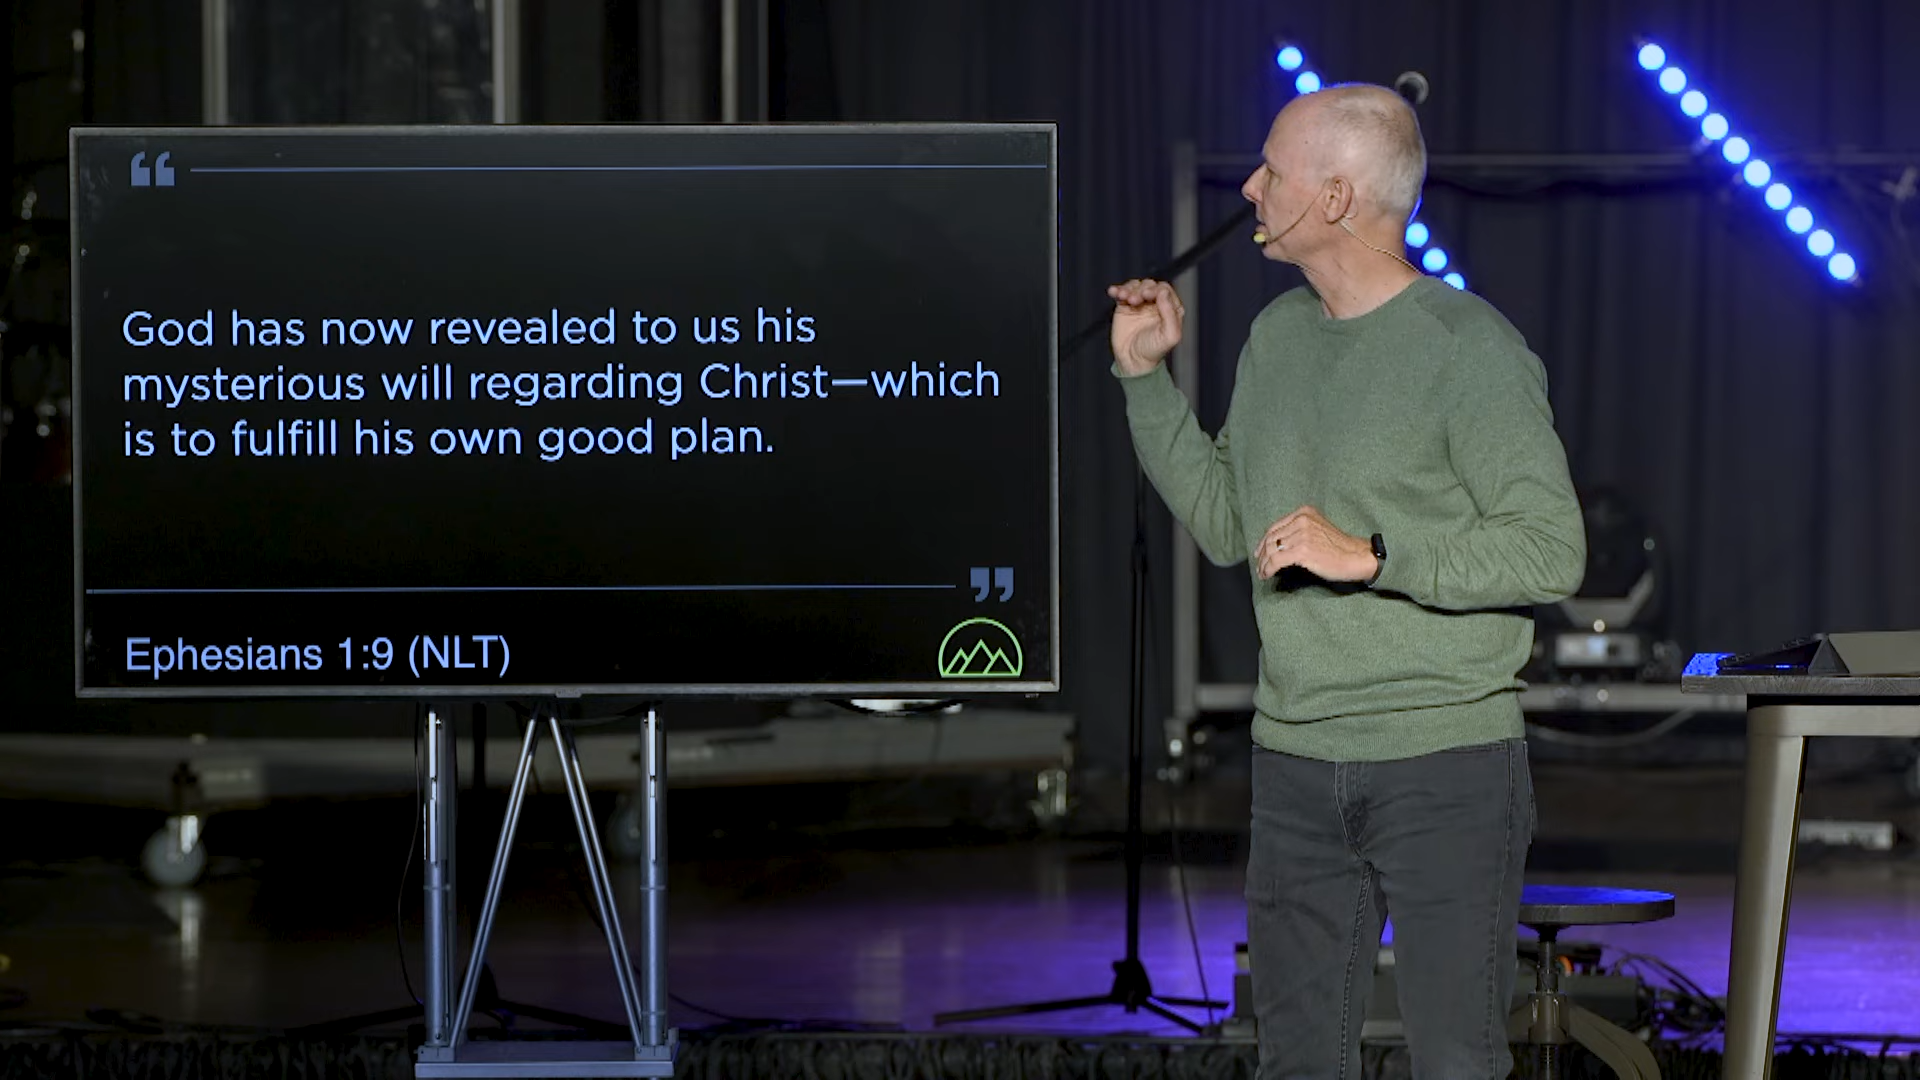 “
God has now revealed to us his
mysterious will regarding Christ—which
is to fulfill his own good plan.
”
Ephesians 1:9 (NLT)